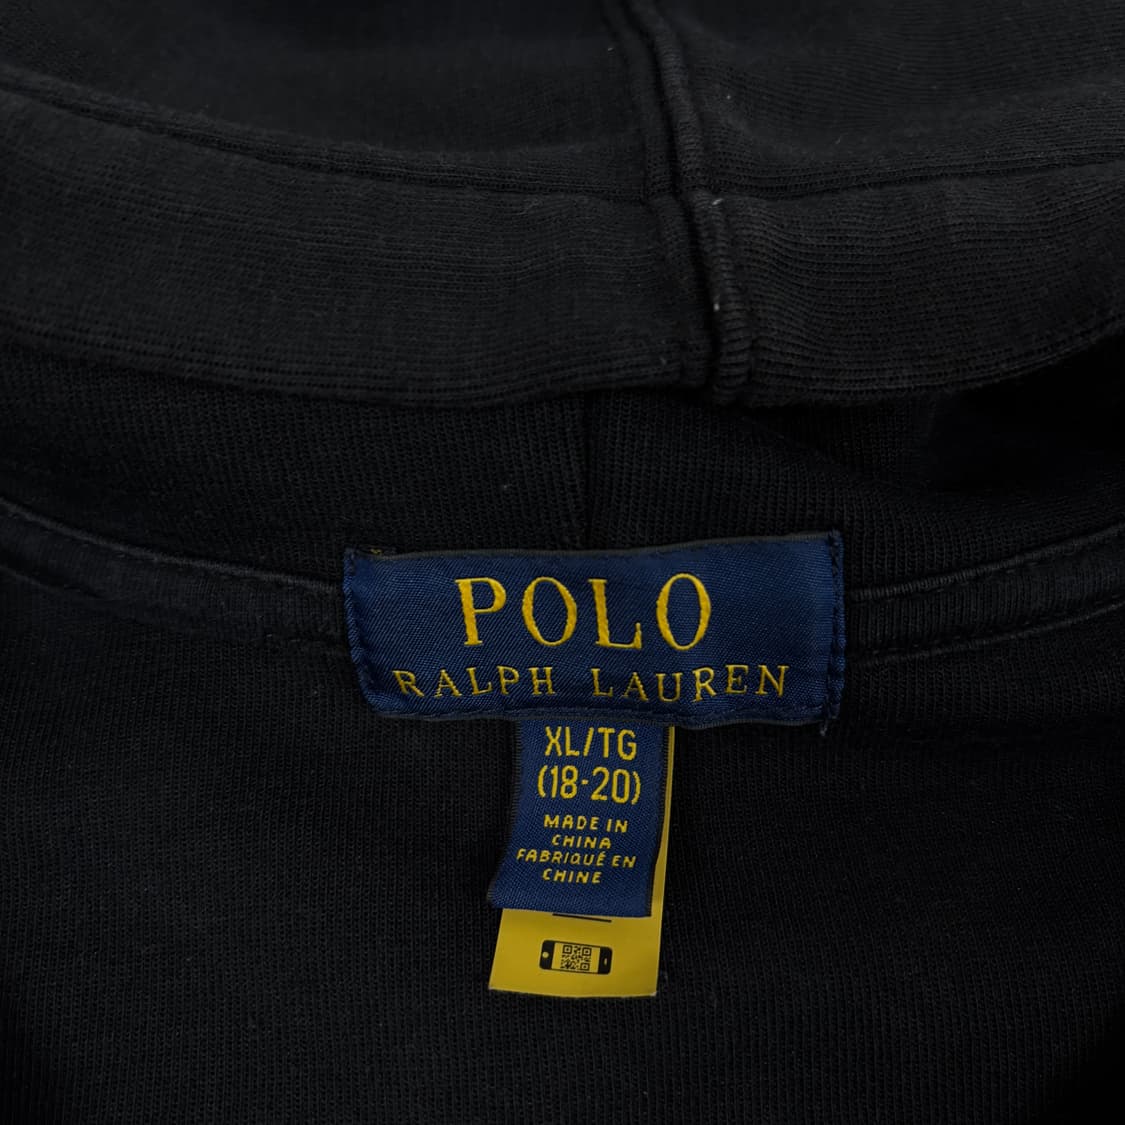 POLO
RALPH LAUREN
XL/TG
(18-20)
MADE IN
CHINA
FABRIQUÉ EN
CHINE